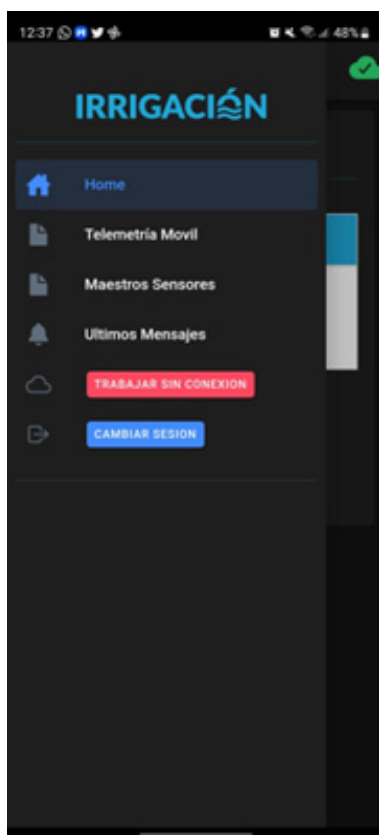 12:37 48%
IRRIGACIÓN
Home
Telemetría Movil
Maestros Sensores
Ultimos Mensajes
TRABAJAR SIN CONEXION
CAMBIAR SESION